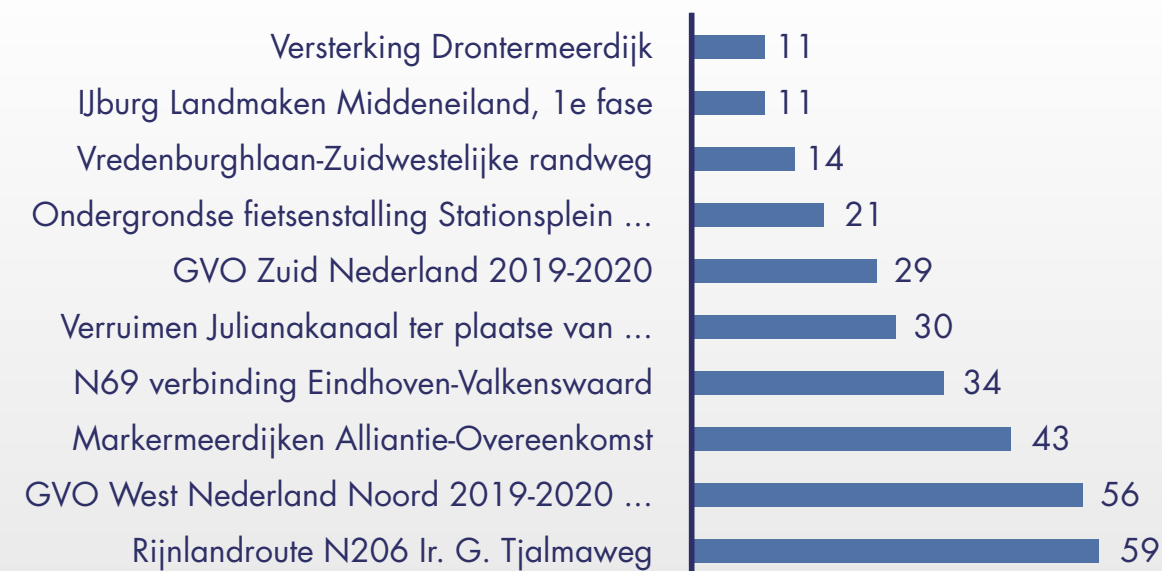 Versterking Drontermeerdijk 11
IJburg Landmaken Middeneiland, 1e fase 11
Vredenburghlaan-Zuidwestelijke randweg 14
Ondergrondse fietsenstalling Stationsplein ... 21
GVO Zuid Nederland 2019-2020 29
Verruimen Julianakanaal ter plaatse van ... 30
N69 verbinding Eindhoven-Valkenswaard 34
Markermeerdijken Alliantie-Overeenkomst 43
GVO West Nederland Noord 2019-2020 ... 56
Rijnlandroute N206 Ir. G. Tjalmaweg 59